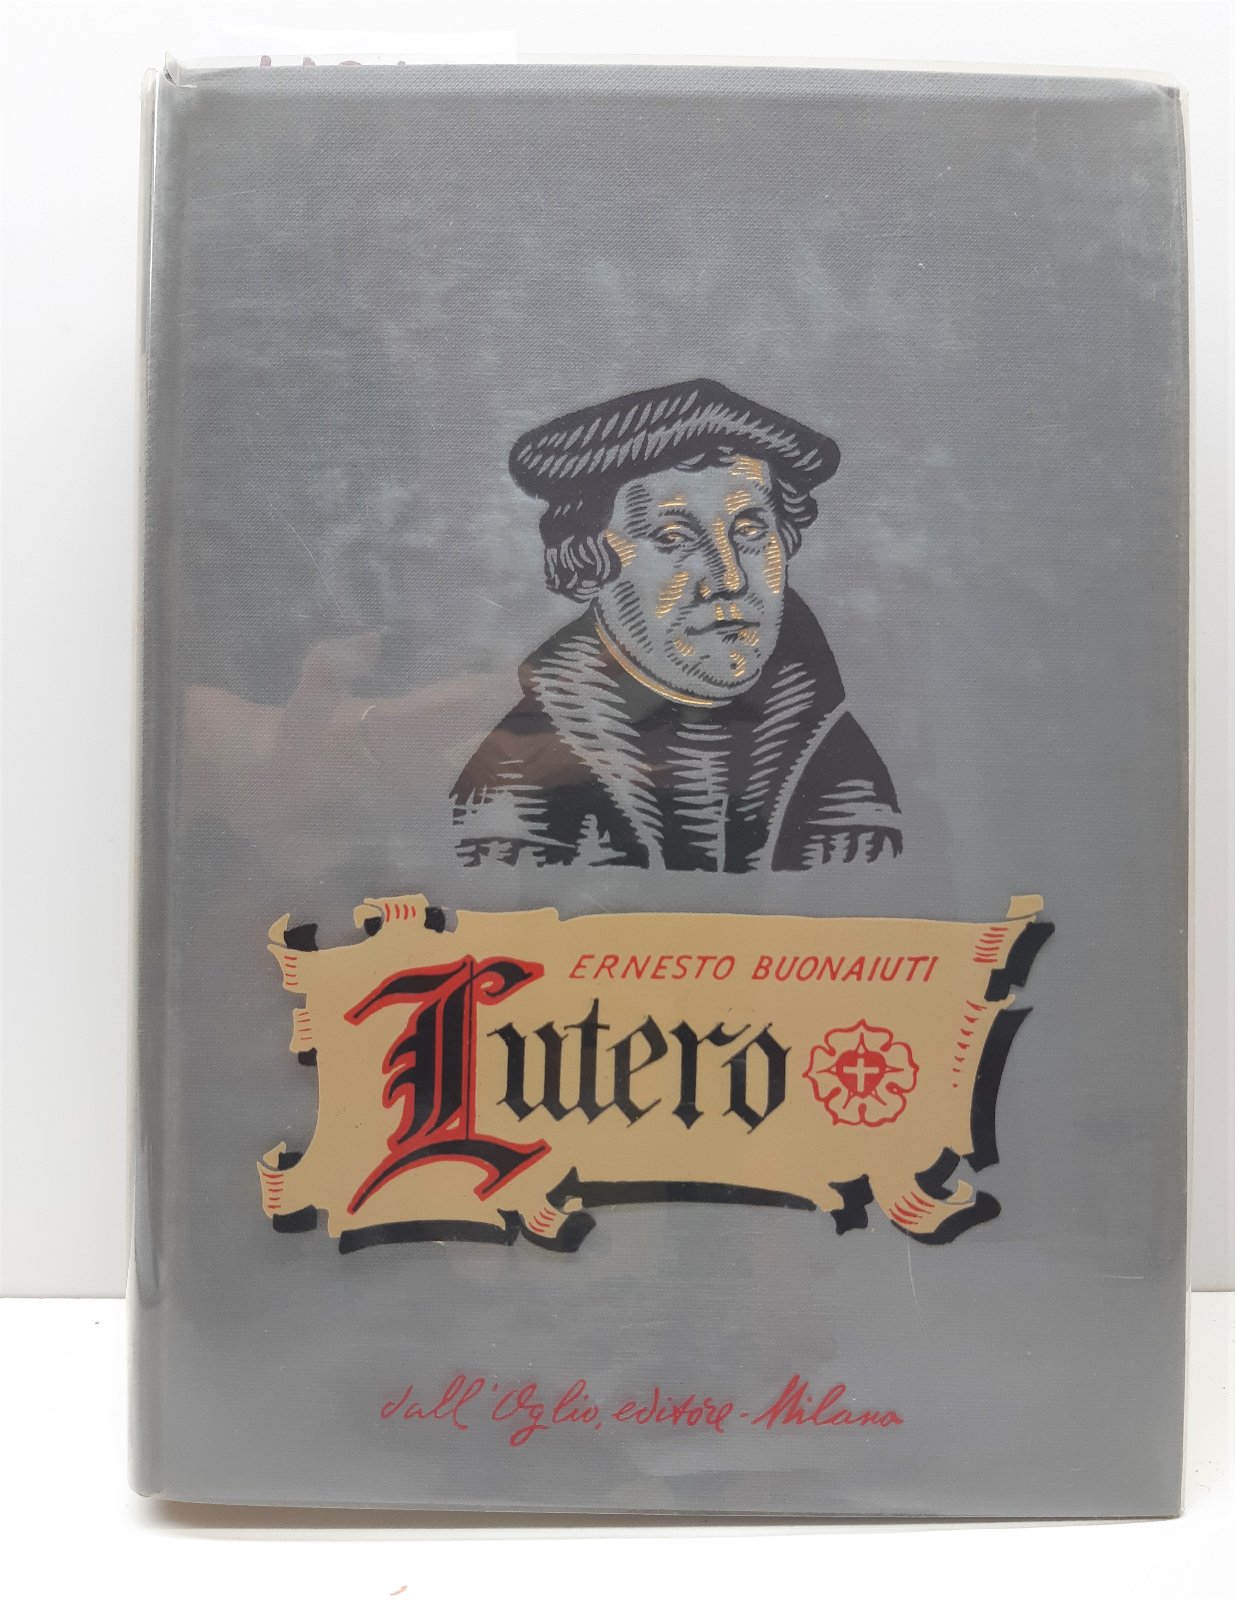 ERNESTO BUONAIUTI
Lutero
dall'Oglio, editore - Milano